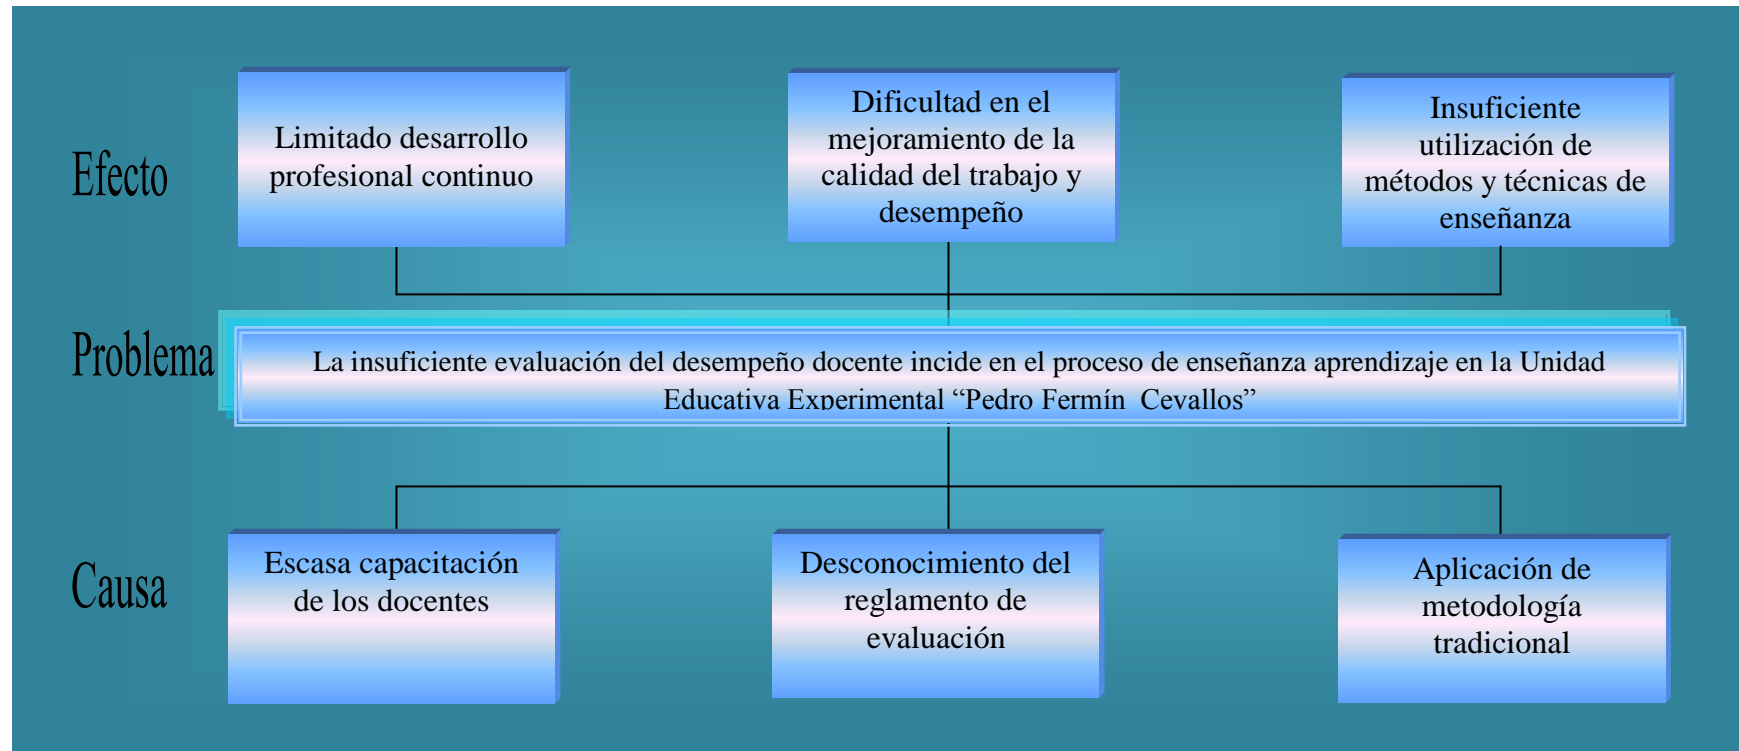 Efecto
Limitado desarrollo
profesional continuo
Dificultad en el
mejoramiento de la
calidad del trabajo y
desempeño
Insuficiente
utilización de
métodos y técnicas de
enseñanza
Problema
La insuficiente evaluación del desempeño docente incide en el proceso de enseñanza aprendizaje en la Unidad
Educativa Experimental “Pedro Fermín Cevallos”
Causa
Escasa capacitación
de los docentes
Desconocimiento del
reglamento de
evaluación
Aplicación de
metodología
tradicional